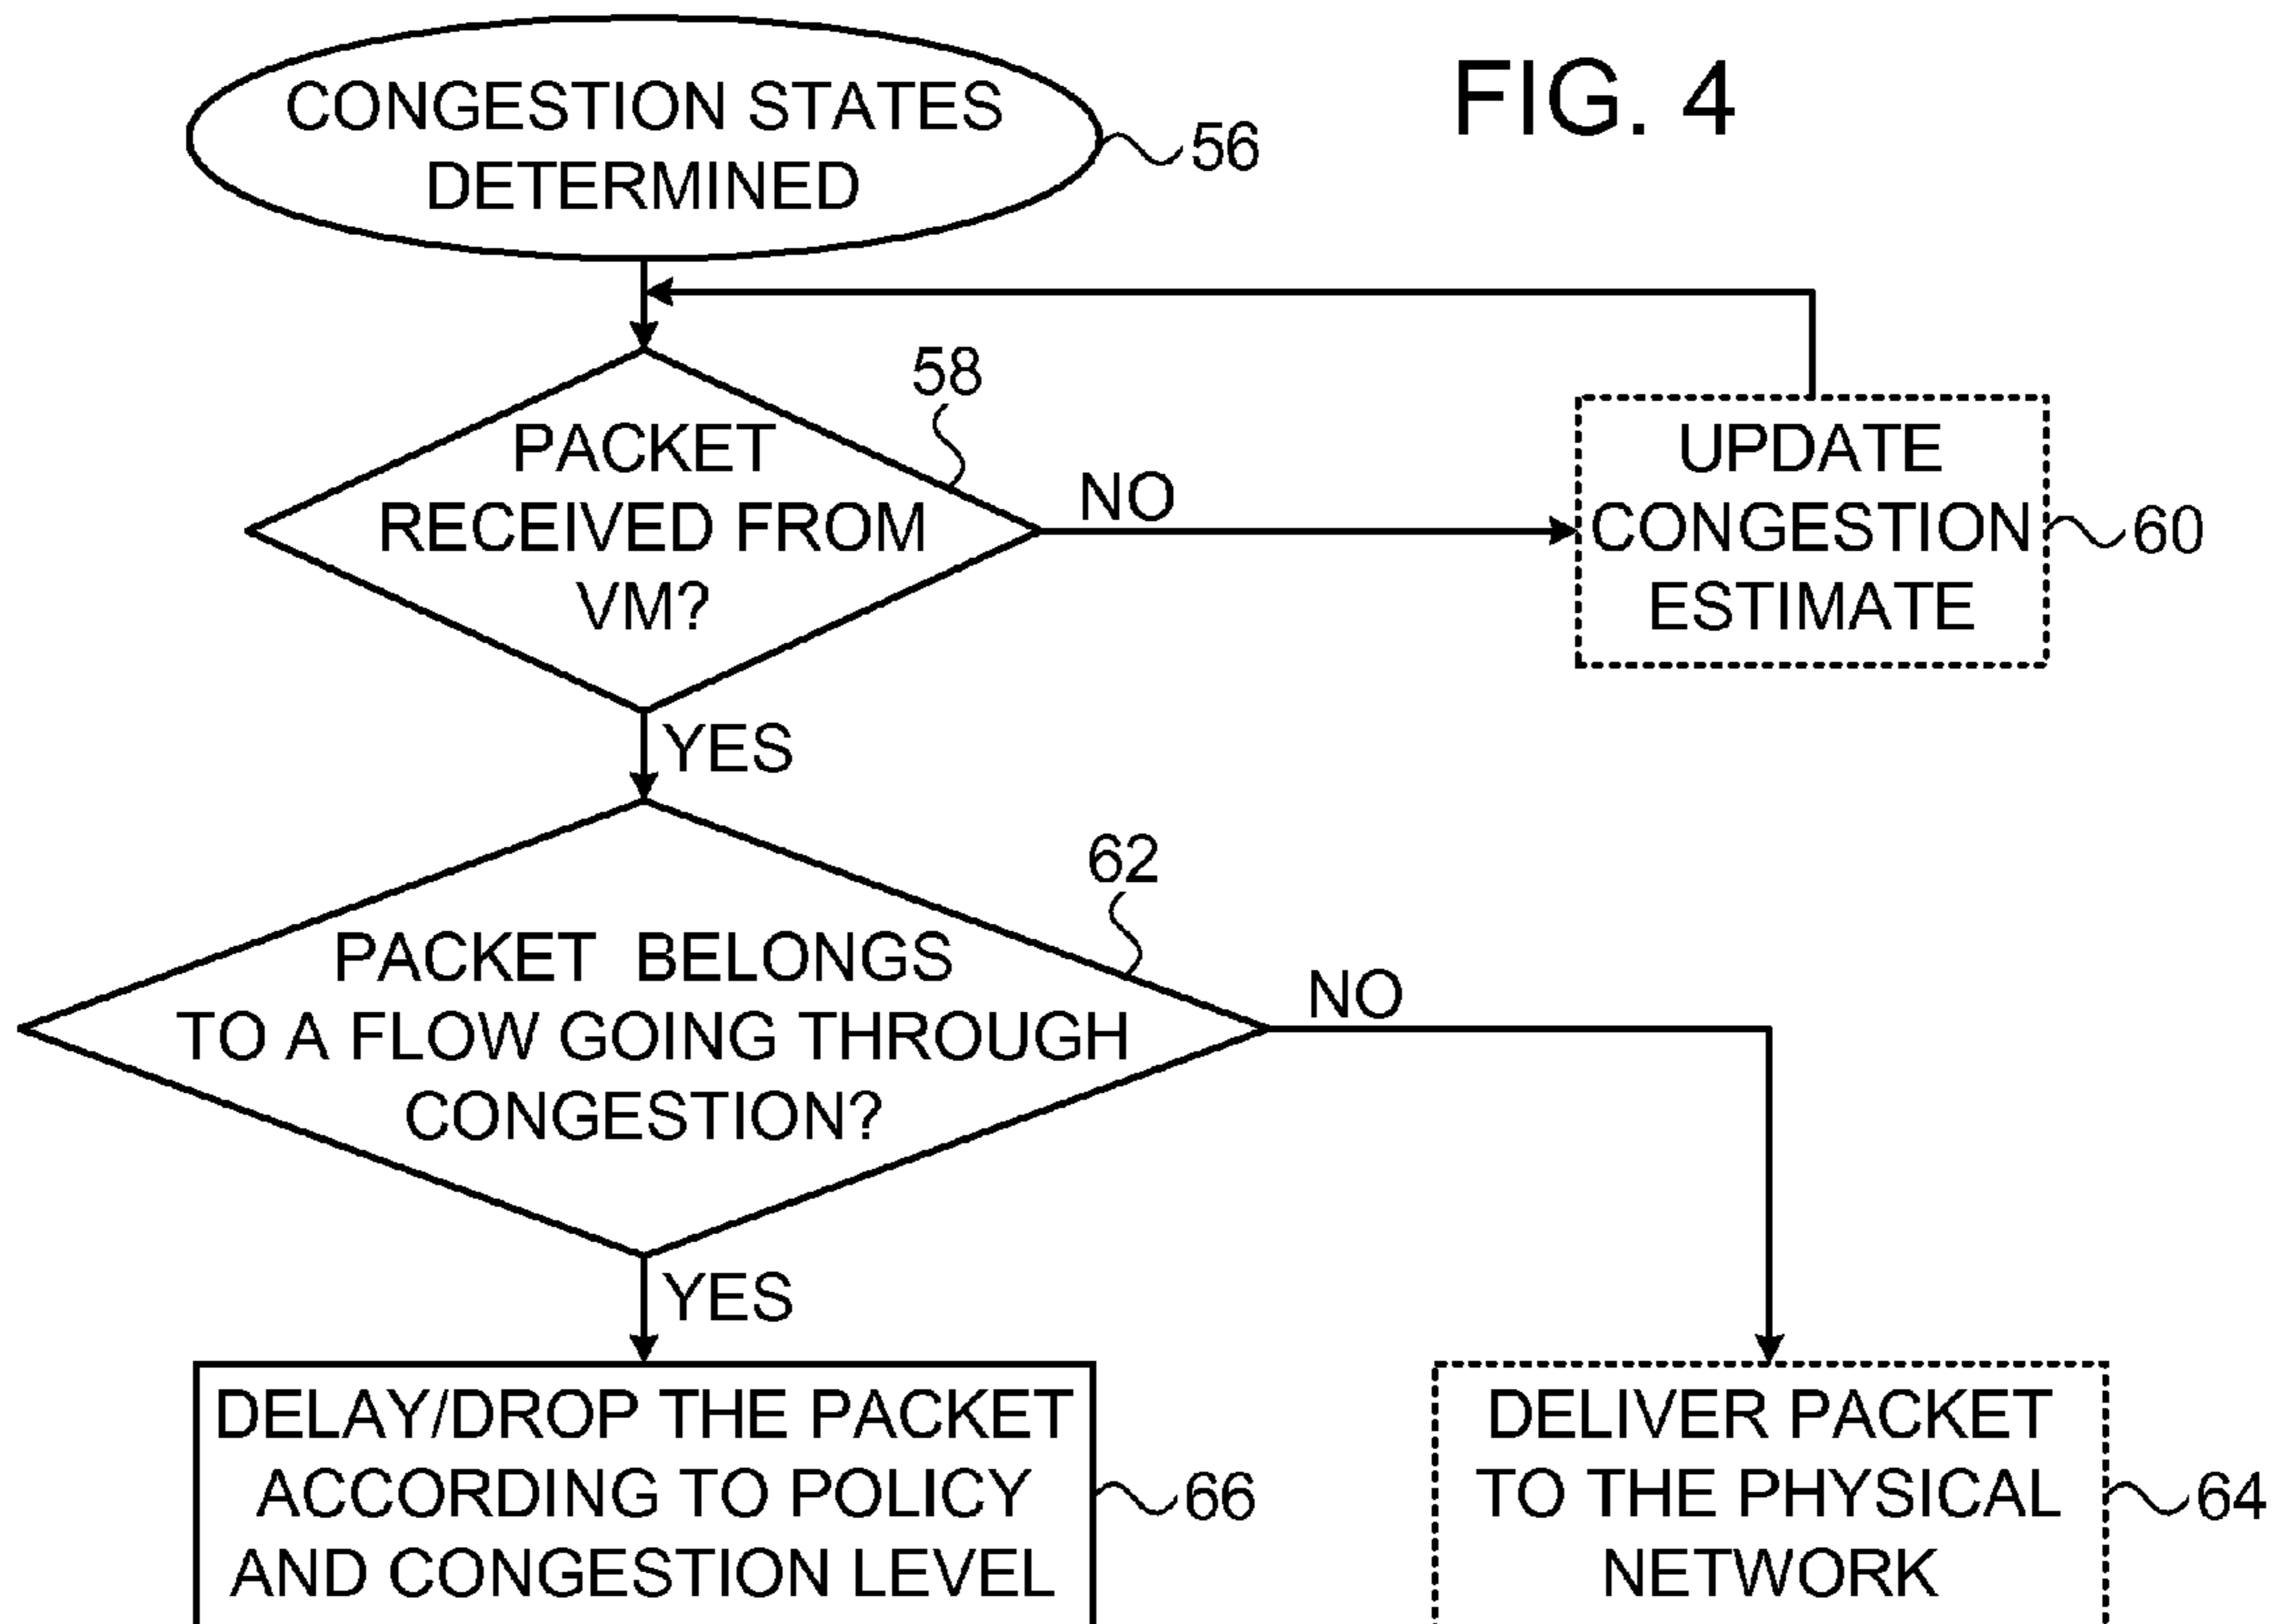 FIG. 4
CONGESTION STATES
DETERMINED
56
58
PACKET
RECEIVED FROM
VM?
NO
UPDATE
CONGESTION
ESTIMATE
60
YES
62
PACKET BELONGS
TO A FLOW GOING THROUGH
CONGESTION?
NO
YES
DELAY/DROP THE PACKET
ACCORDING TO POLICY
AND CONGESTION LEVEL
66
DELIVER PACKET
TO THE PHYSICAL
NETWORK
64